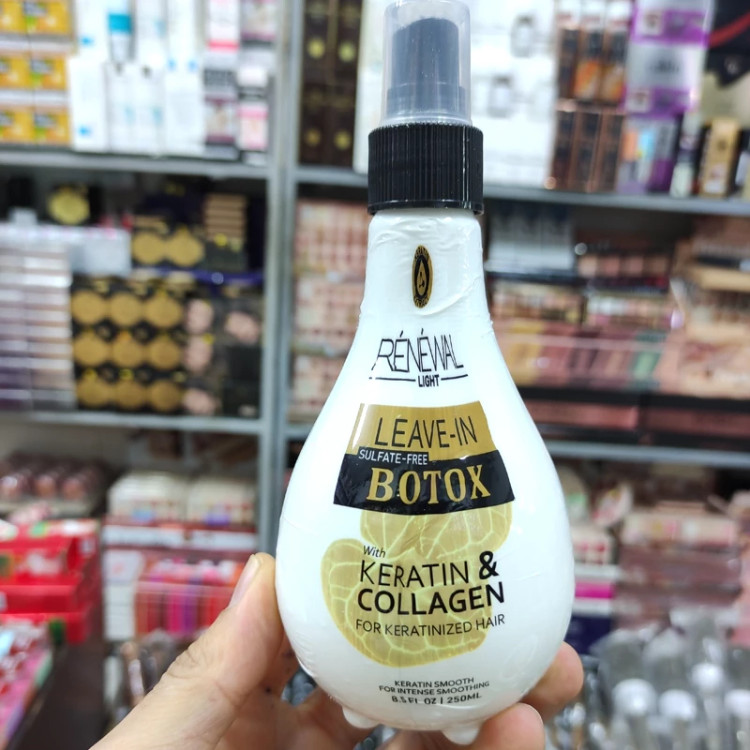 RÉNÉWAL
LIGHT
LEAVE-IN
SULFATE-FREE
BOTOX
With
KERATIN &
COLLAGEN
FOR KERATINIZED HAIR
KERATIN SMOOTH
FOR INTENSE SMOOTHING
8.5 FL OZ | 250ML